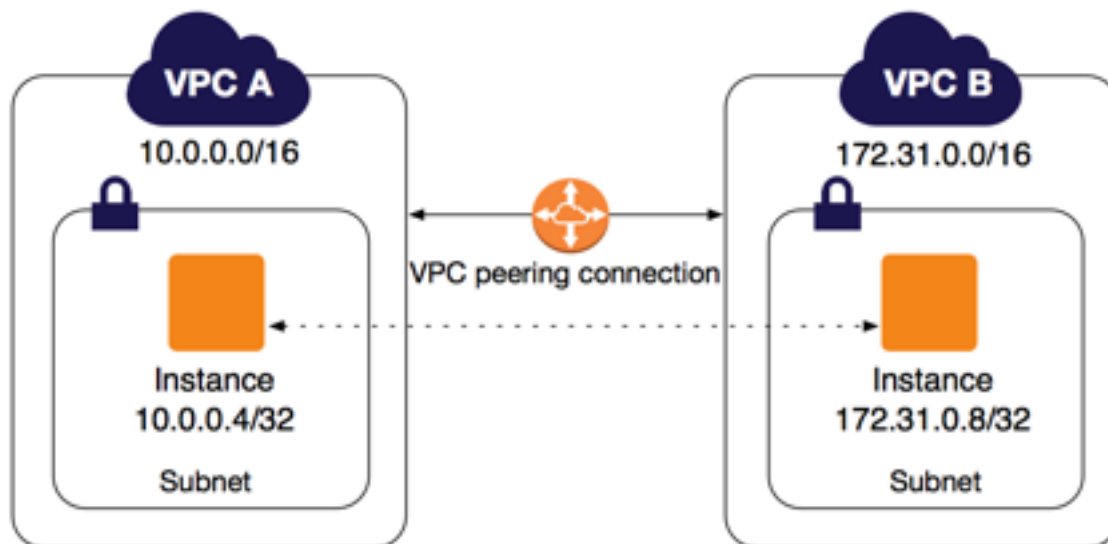 VPC A
10.0.0.0/16
Instance
10.0.0.4/32
Subnet
VPC peering connection
VPC B
172.31.0.0/16
Instance
172.31.0.8/32
Subnet